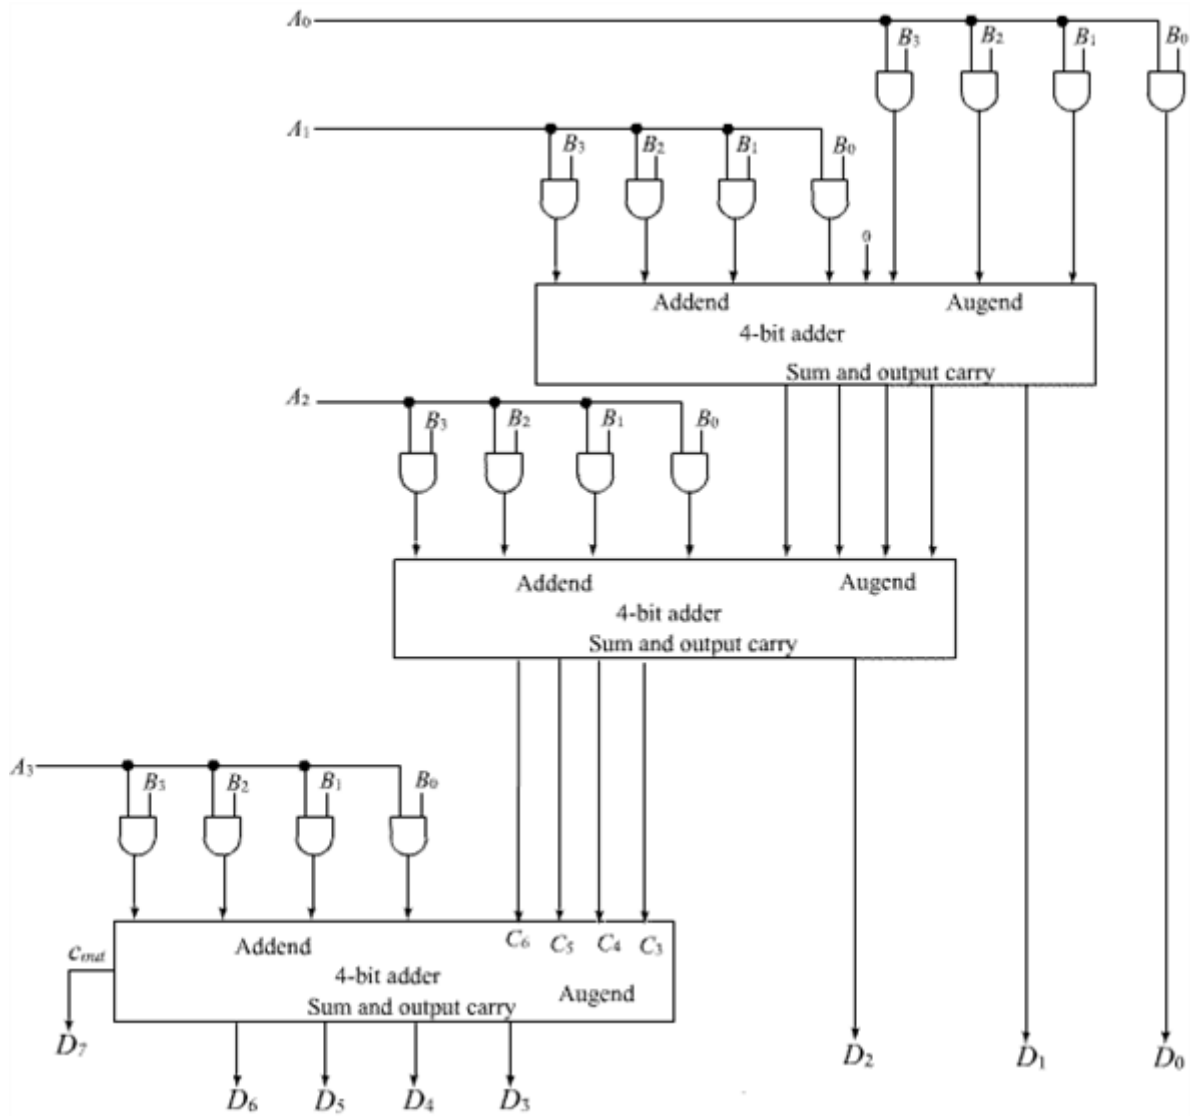 A₀
B₃ B₂ B₁ B₀
A₁
B₃ B₂ B₁ B₀
0
Addend Augend
4-bit adder
Sum and output carry
A₂
B₃ B₂ B₁ B₀
Addend Augend
4-bit adder
Sum and output carry
A₃
B₃ B₂ B₁ B₀
C₆ C₅ C₄ C₃
Addend
Cout
4-bit adder
Augend
Sum and output carry
D₇ D₂ D₁ D₀
D₆ D₅ D₄ D₃